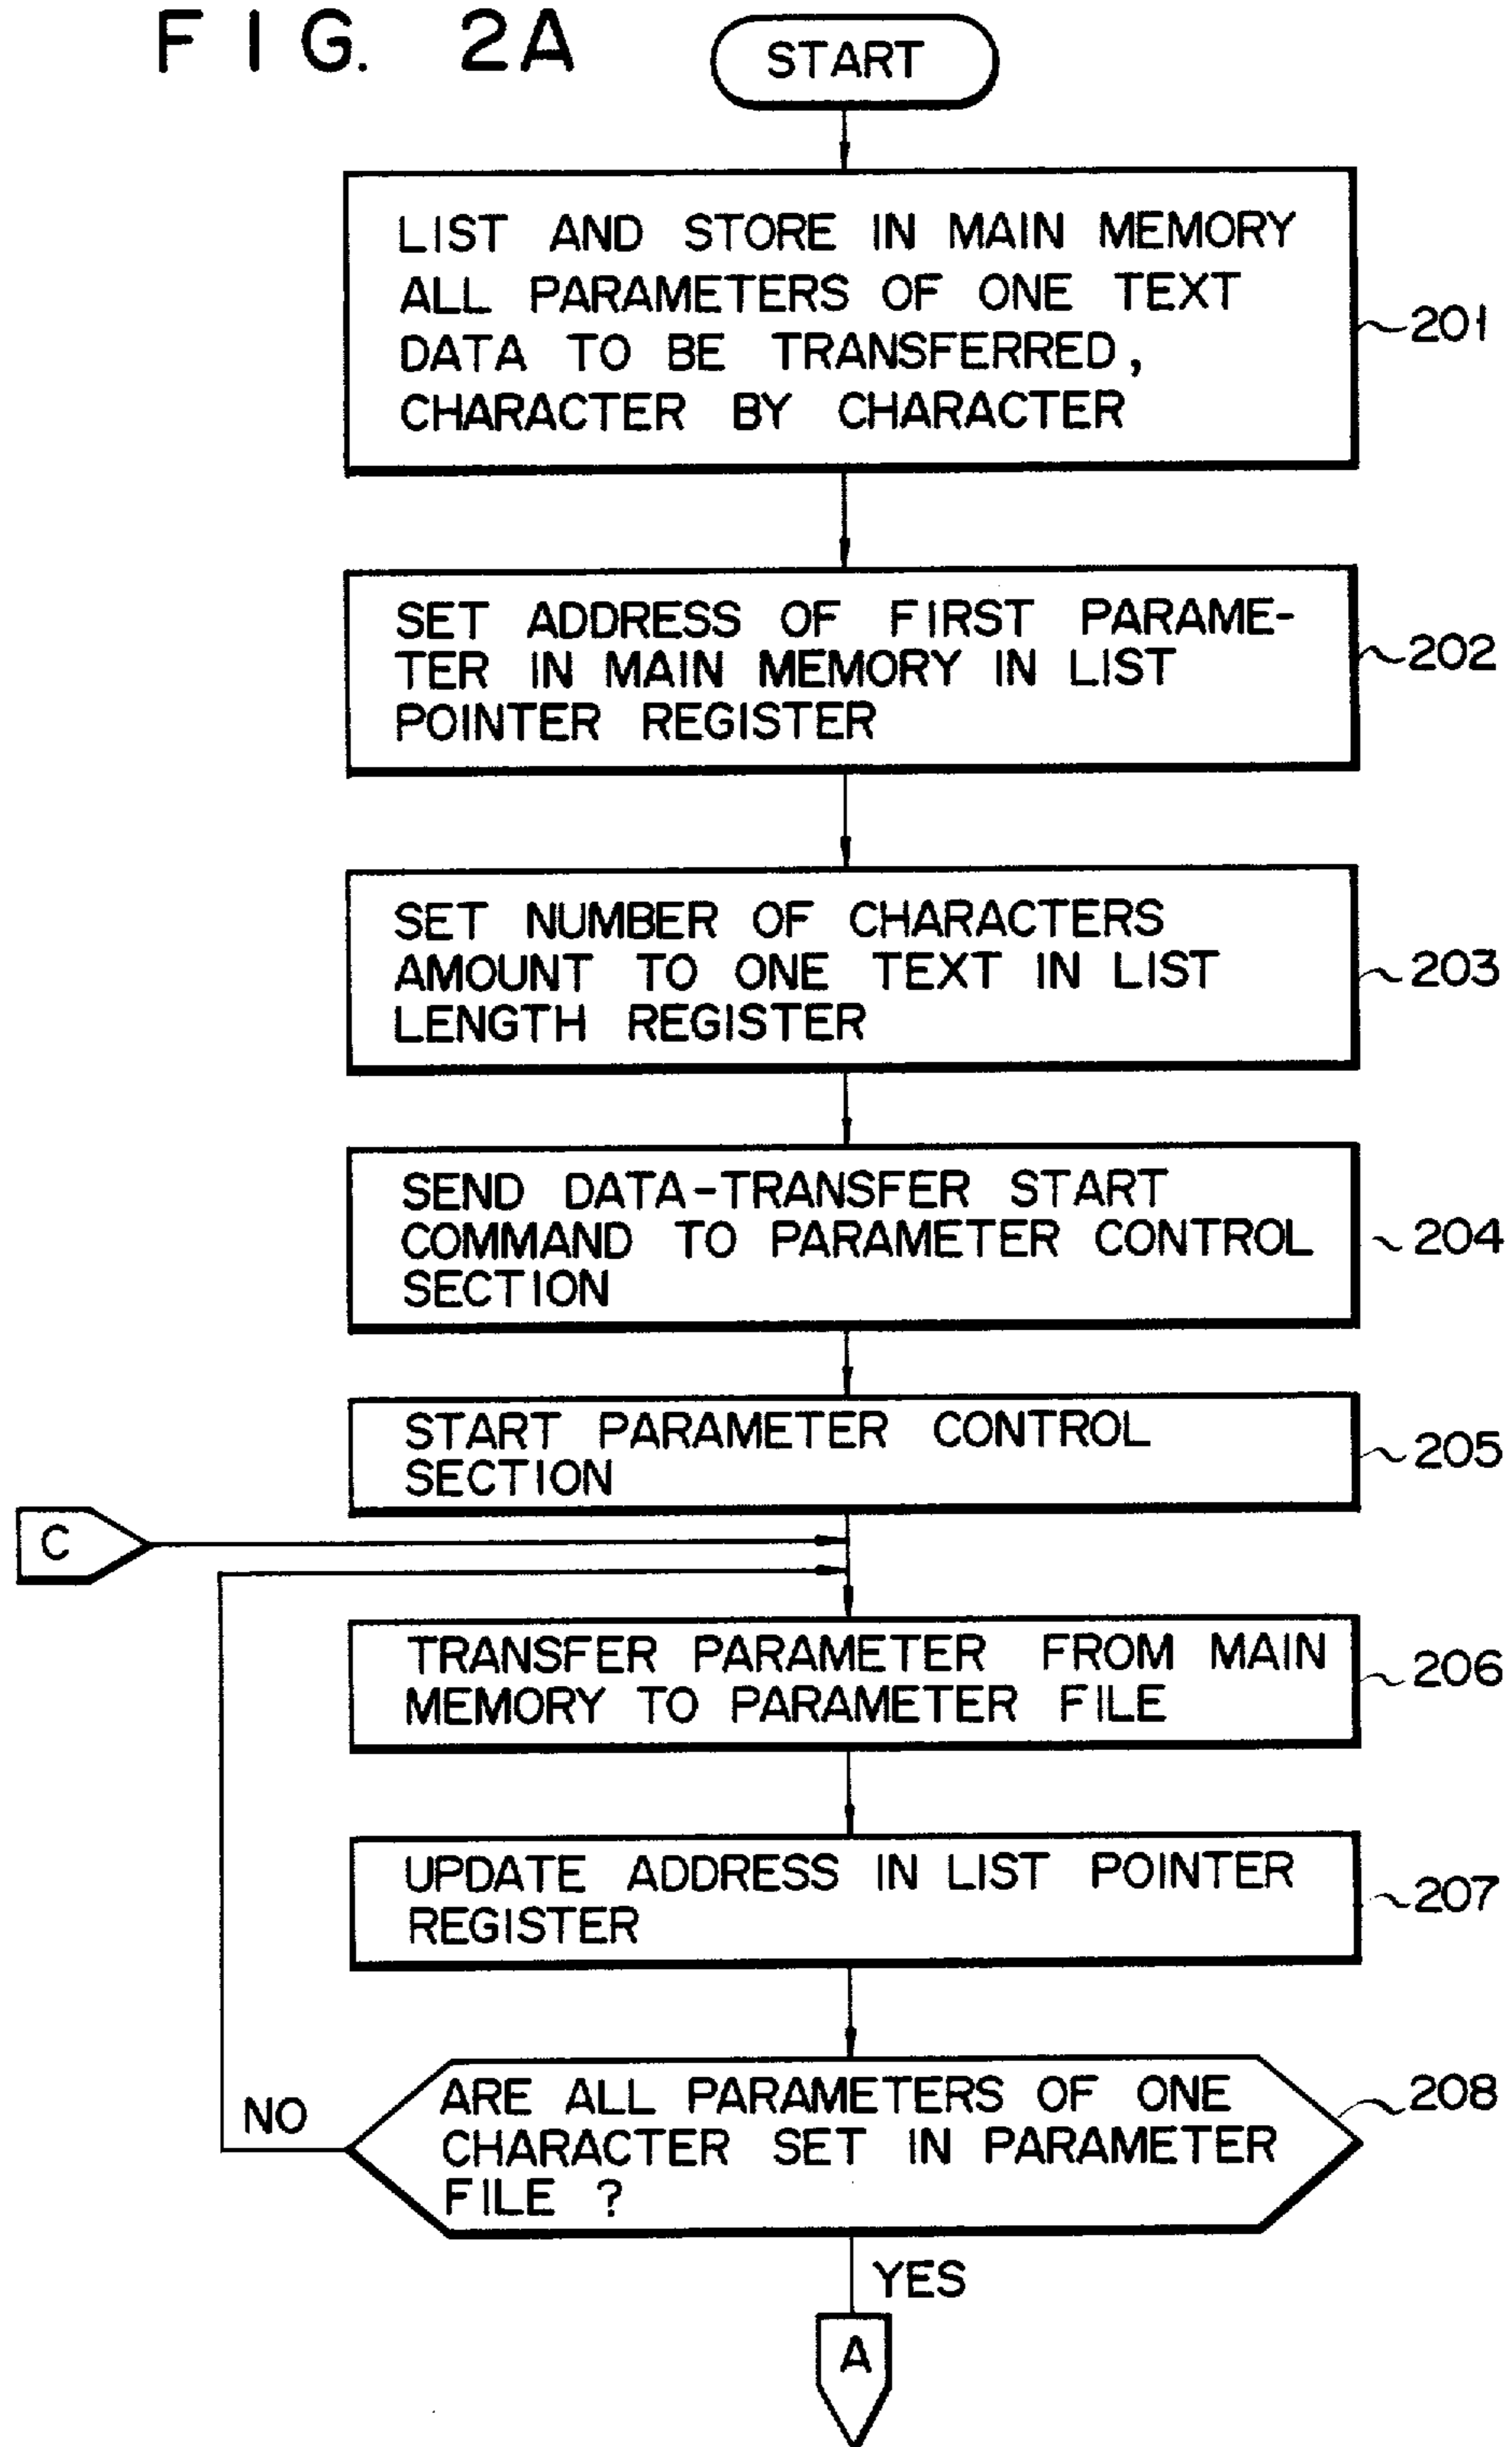 FIG. 2A
START
LIST AND STORE IN MAIN MEMORY
ALL PARAMETERS OF ONE TEXT
DATA TO BE TRANSFERRED,
CHARACTER BY CHARACTER
201
SET ADDRESS OF FIRST PARAME-
TER IN MAIN MEMORY IN LIST
POINTER REGISTER
202
SET NUMBER OF CHARACTERS
AMOUNT TO ONE TEXT IN LIST
LENGTH REGISTER
203
SEND DATA-TRANSFER START
COMMAND TO PARAMETER CONTROL
SECTION
204
START PARAMETER CONTROL
SECTION
205
C
TRANSFER PARAMETER FROM MAIN
MEMORY TO PARAMETER FILE
206
UPDATE ADDRESS IN LIST POINTER
REGISTER
207
ARE ALL PARAMETERS OF ONE
CHARACTER SET IN PARAMETER
FILE ?
208
NO
YES
A